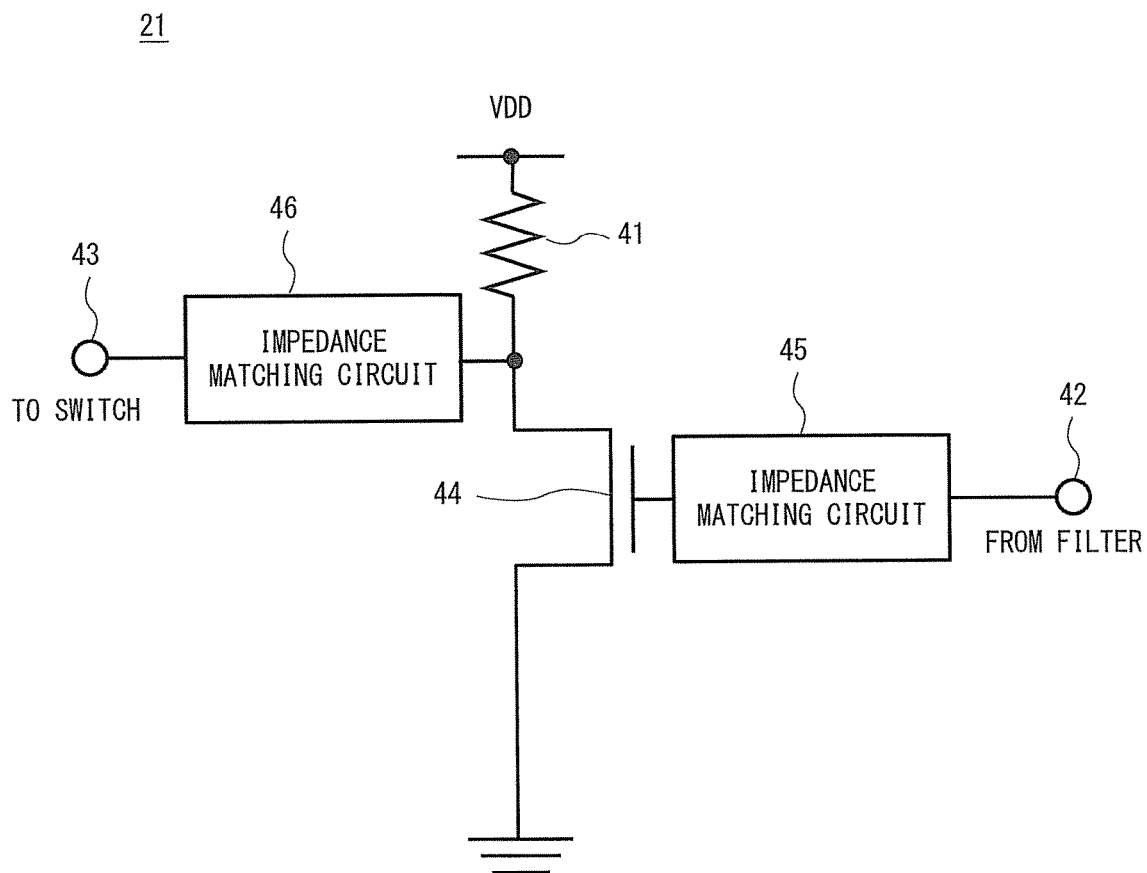 21
VDD
46
41
43
IMPEDANCE
MATCHING CIRCUIT
TO SWITCH
45
42
44
IMPEDANCE
MATCHING CIRCUIT
FROM FILTER